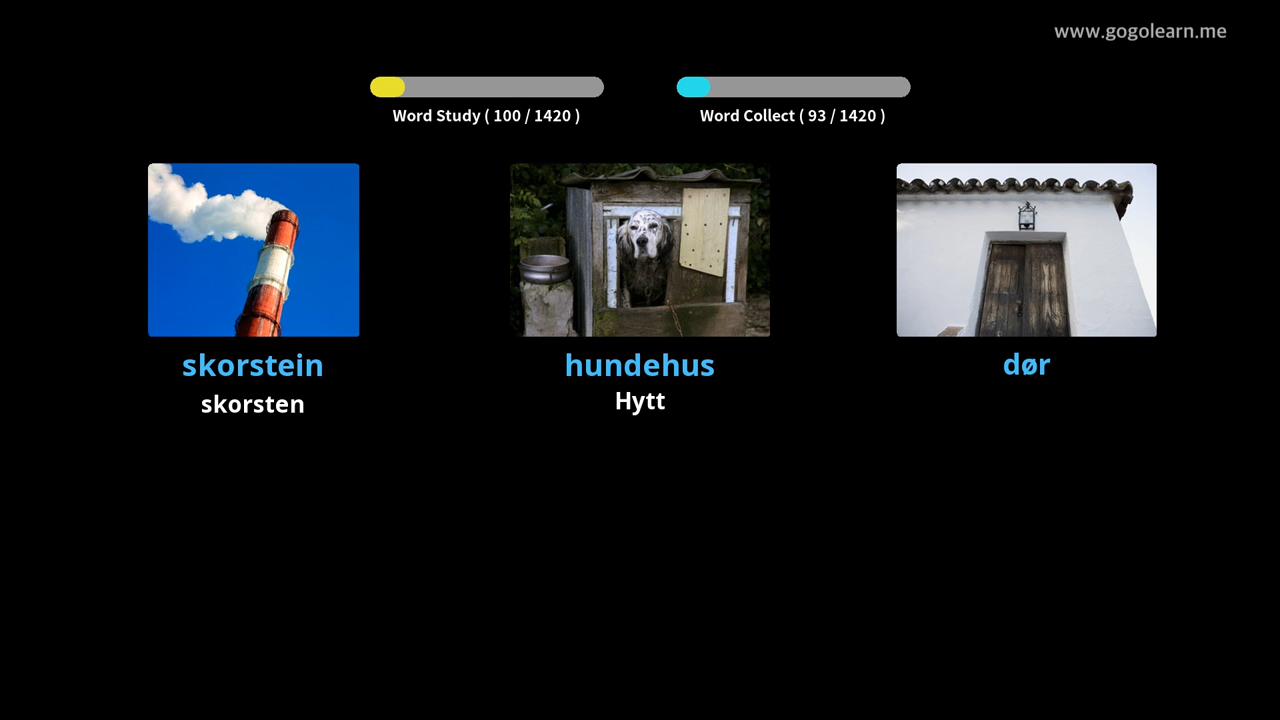 www.gogolearn.me
Word Study ( 100 / 1420 )
Word Collect ( 93 / 1420 )
skorstein
skorsten
hundehus
Hytt
dør